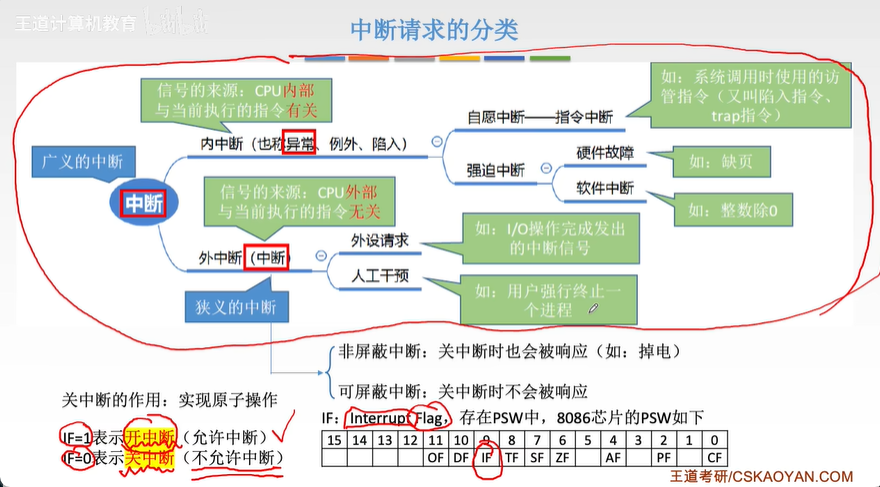 王道计算机教育
bilibili
中断请求的分类
信号的来源：CPU内部
与当前执行的指令有关
如：系统调用时使用的访
管指令（又叫陷入指令、
trap指令）
自愿中断——指令中断
内中断（也称异常、例外、陷入）
广义的中断
硬件故障
如：缺页
强迫中断
软件中断
如：整数除0
中断
信号的来源：CPU外部
与当前执行的指令无关
如：I/O操作完成发出
的中断信号
外设请求
外中断（中断）
人工干预
如：用户强行终止一
个进程
狭义的中断
非屏蔽中断：关中断时也会被响应（如：掉电）
可屏蔽中断：关中断时不会被响应
关中断的作用：实现原子操作
IF=1表示开中断（允许中断）
IF=0表示关中断（不允许中断）
IF：Interrupt Flag，存在PSW中，8086芯片的PSW如下
15 14 13 12 11 10 9 8 7 6 5 4 3 2 1 0
OF DF IF TF SF ZF AF PF CF
王道考研/CSKAOYAN.COM